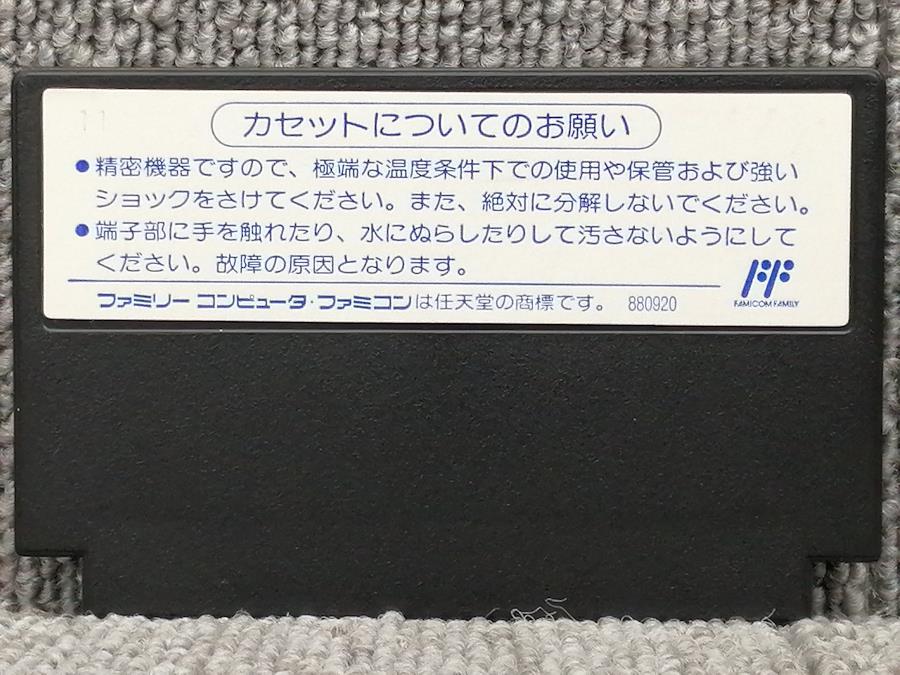 11
カセットについてのお願い
●精密機器ですので、極端な温度条件下での使用や保管および強い
ショックをさけてください。また、絶対に分解しないでください。
●端子部に手を触れたり、水にぬらしたりして汚さないようにして
ください。故障の原因となります。
ファミリーコンピュータ・ファミコンは任天堂の商標です。 880920
FAMICOM FAMILY